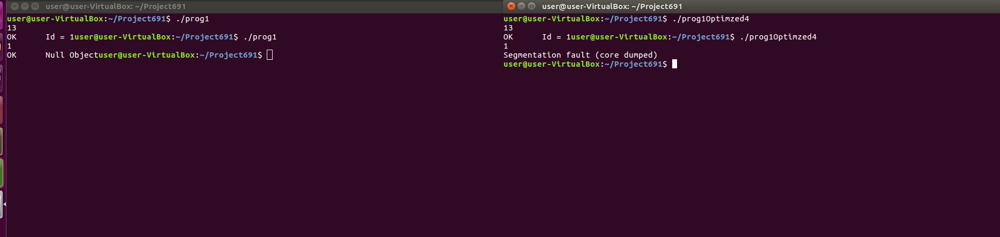 user@user-VirtualBox: ~/Project691
user@user-VirtualBox:~/Project691$ ./prog1
13
OK      Id = 1user@user-VirtualBox:~/Project691$ ./prog1
1
OK      Null Objectuser@user-VirtualBox:~/Project691$
user@user-VirtualBox: ~/Project691
user@user-VirtualBox:~/Project691$ ./prog1Optimzed4
13
OK      Id = 1user@user-VirtualBox:~/Project691$ ./prog1Optimzed4
1
Segmentation fault (core dumped)
user@user-VirtualBox:~/Project691$